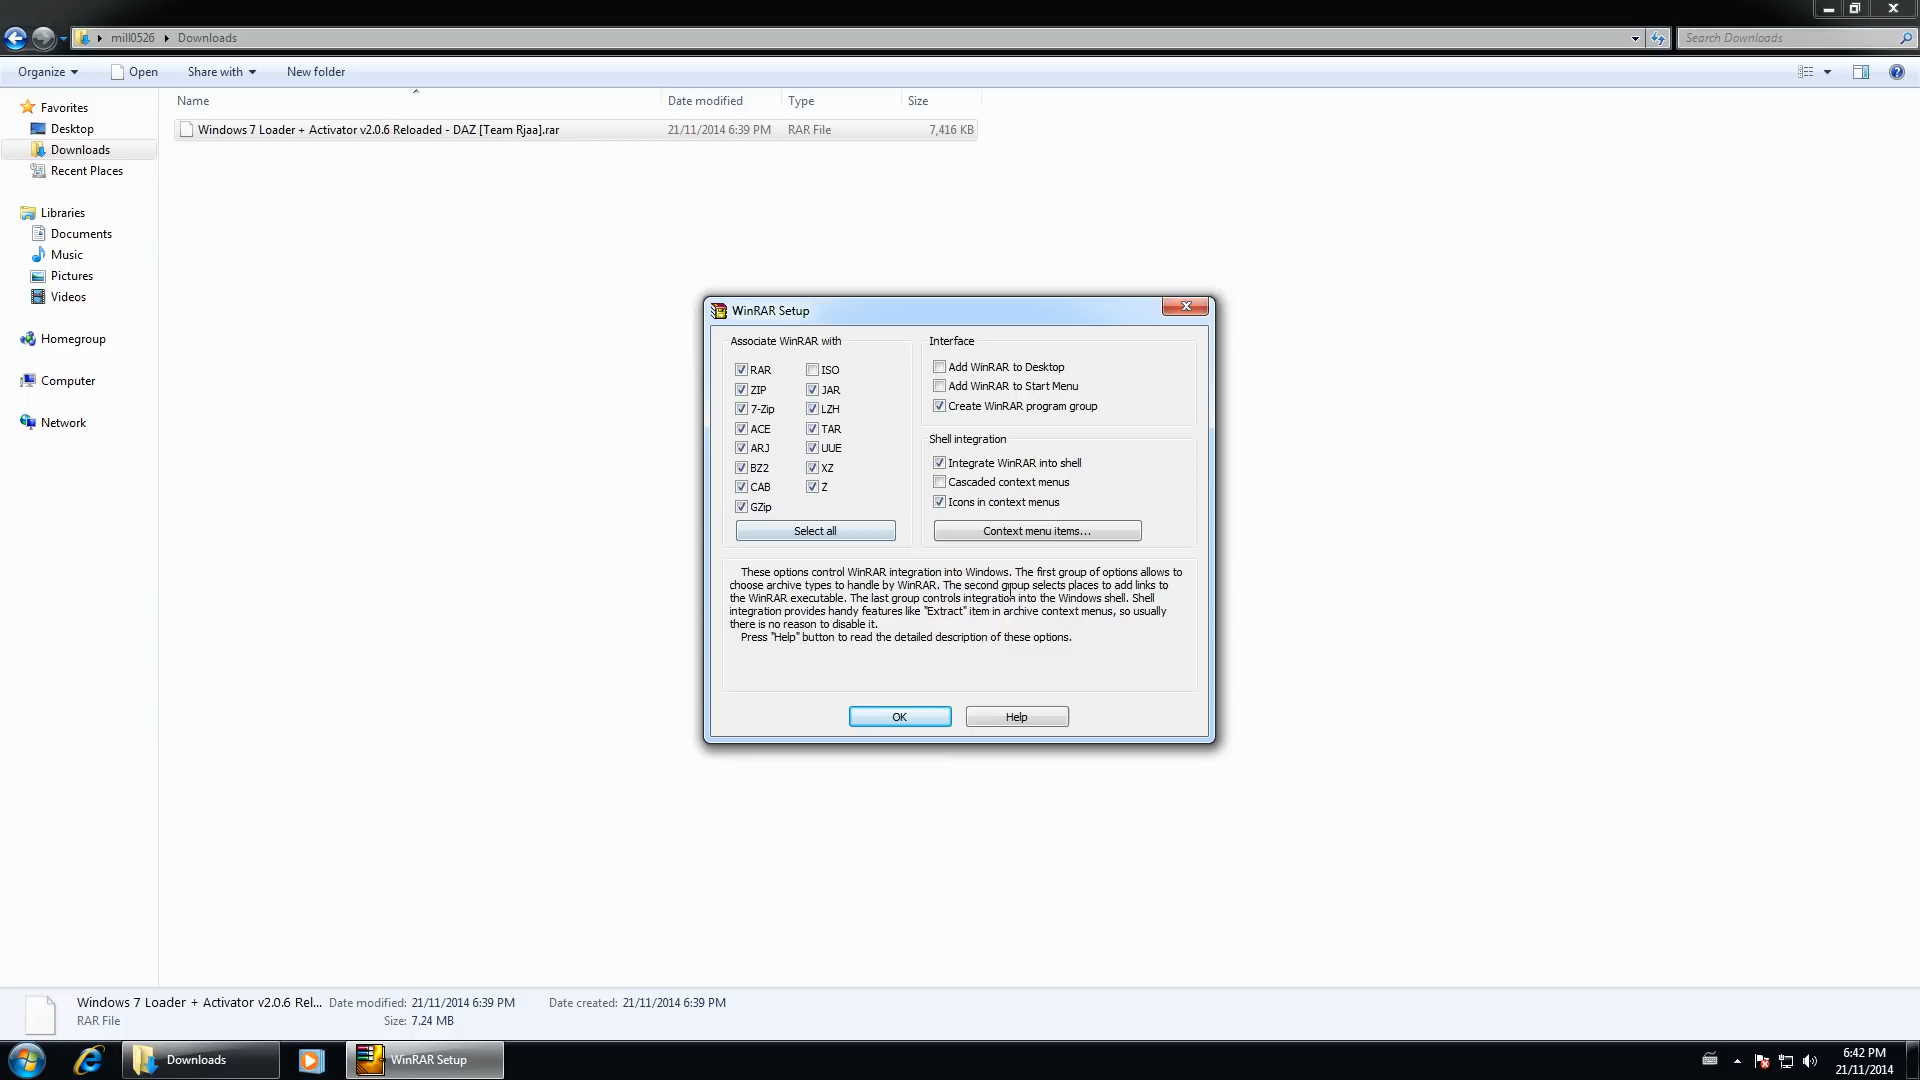 mill0526 Downloads
Search Downloads
Organize Open Share with New folder
Name Date modified Type Size
Windows 7 Loader + Activator v2.0.6 Reloaded - DAZ [Team Rjaa].rar 21/11/2014 6:39 PM RAR File 7,416 KB
Favorites
Desktop
Downloads
Recent Places
Libraries
Documents
Music
Pictures
Videos
Homegroup
Computer
Network
WinRAR Setup
Associate WinRAR with
RAR ISO
ZIP JAR
7-Zip LZH
ACE TAR
ARJ UUE
BZ2 XZ
CAB Z
GZip
Select all
Interface
Add WinRAR to Desktop
Add WinRAR to Start Menu
Create WinRAR program group
Shell integration
Integrate WinRAR into shell
Cascaded context menus
Icons in context menus
Context menu items...
These options control WinRAR integration into Windows. The first group of options allows to
choose archive types to handle by WinRAR. The second group selects places to add links to
the WinRAR executable. The last group controls integration into the Windows shell. Shell
integration provides handy features like "Extract" item in archive context menus, so usually
there is no reason to disable it.
Press "Help" button to read the detailed description of these options.
OK Help
Windows 7 Loader + Activator v2.0.6 Rel... Date modified: 21/11/2014 6:39 PM Date created: 21/11/2014 6:39 PM
RAR File Size: 7.24 MB
Downloads WinRAR Setup
6:42 PM
21/11/2014